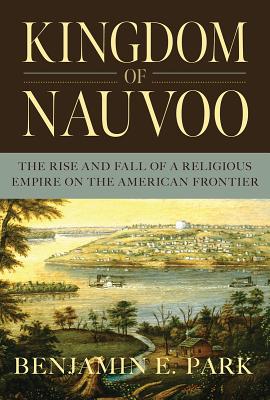 KINGDOM
OF
NAUVOO
THE RISE AND FALL OF A RELIGIOUS
EMPIRE ON THE AMERICAN FRONTIER
BENJAMIN E. PARK